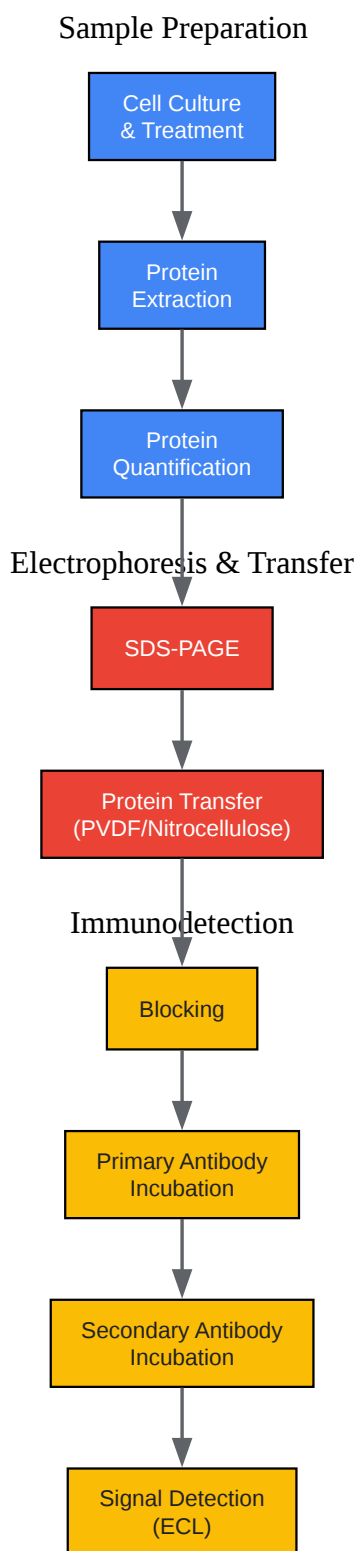 Sample Preparation
Cell Culture
& Treatment
Protein
Extraction
Protein
Quantification
Electrophoresis & Transfer
SDS-PAGE
Protein Transfer
(PVDF/Nitrocellulose)
Immunodetection
Blocking
Primary Antibody
Incubation
Secondary Antibody
Incubation
Signal Detection
(ECL)